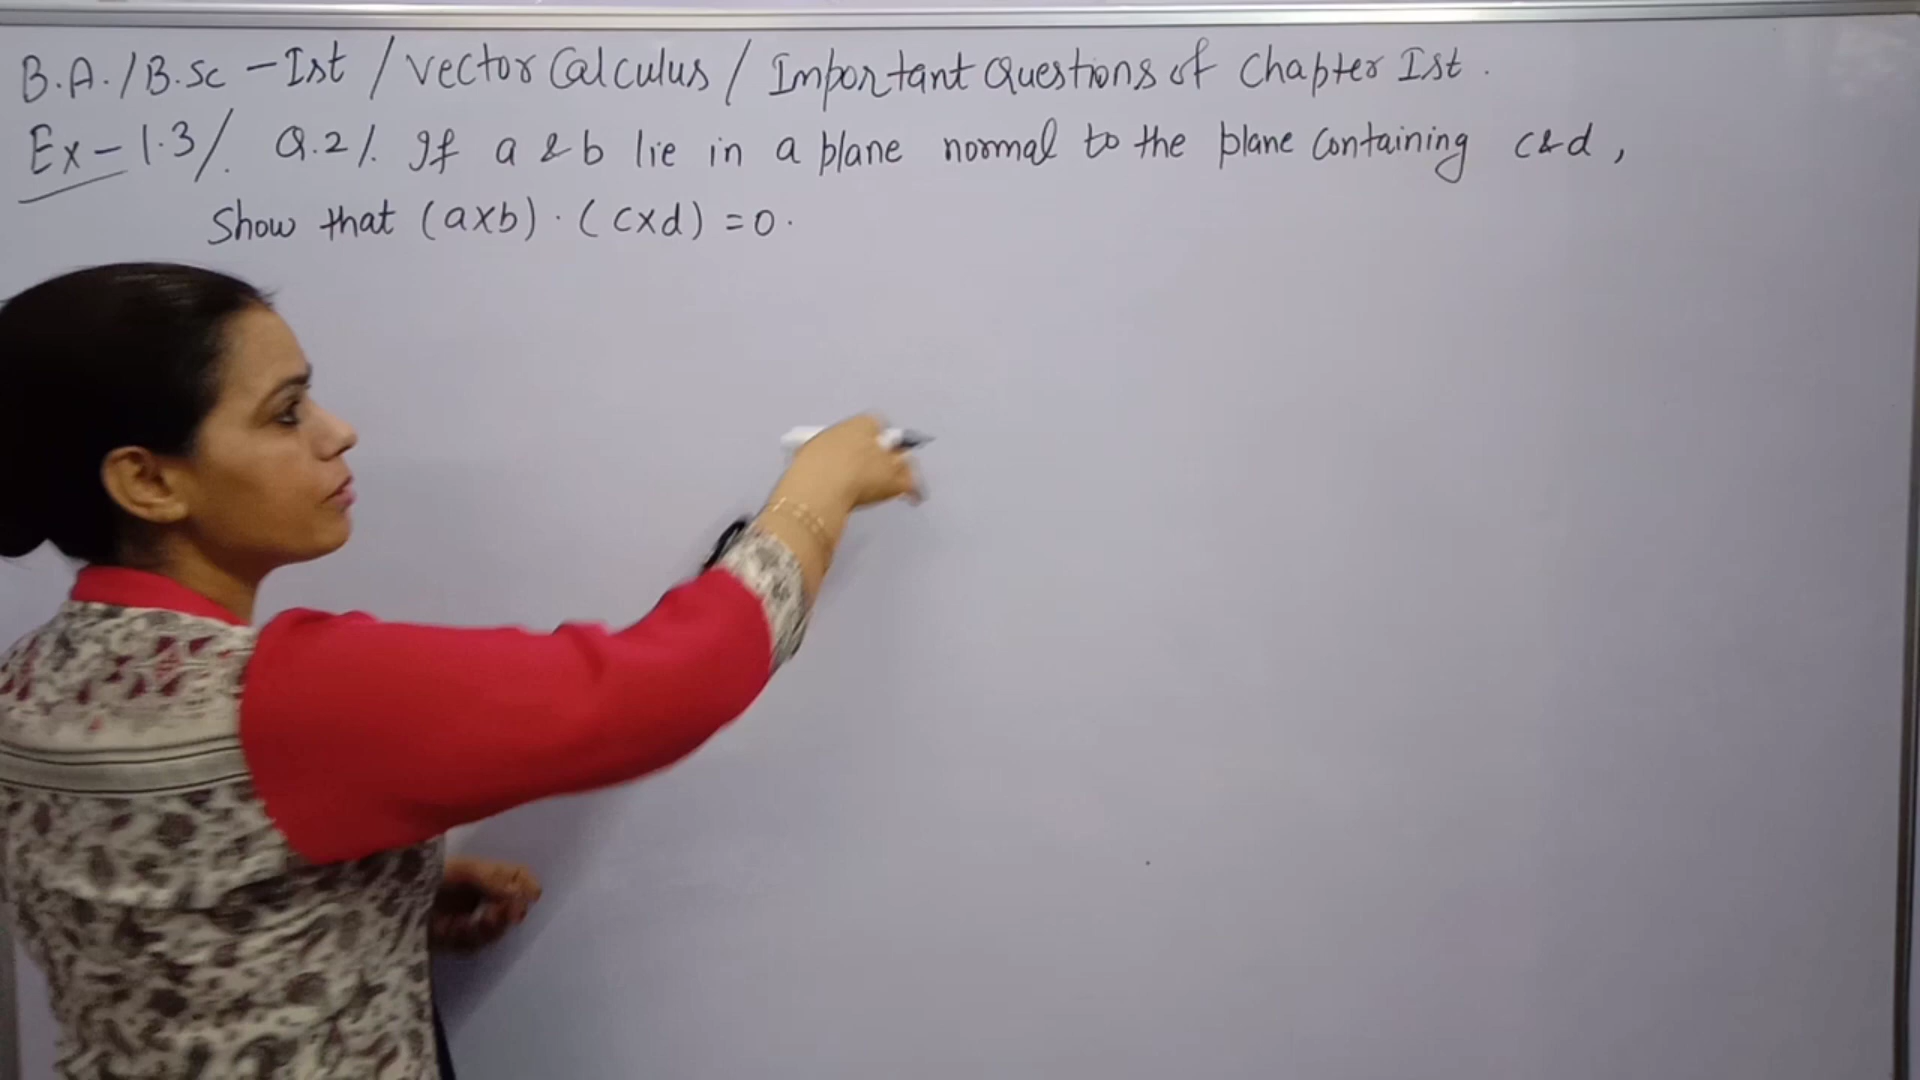 B.A./B.Sc - Ist / Vector Calculus / Important Questions of Chapter Ist.
Ex-1.3/. Q.2/. If a & b lie in a plane normal to the plane containing c & d,
Show that (a×b)·(c×d) = 0.